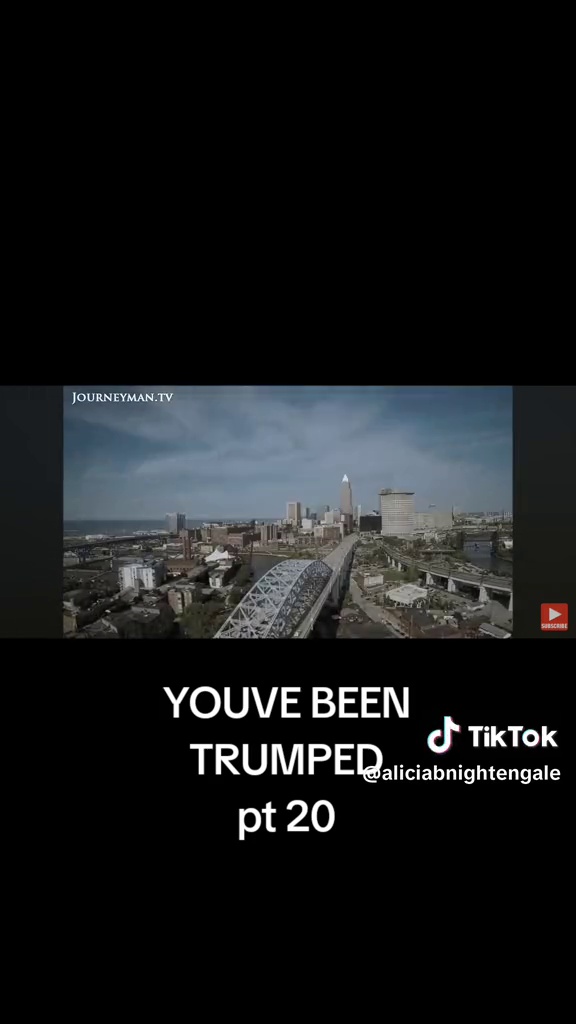 JOURNEYMAN.TV
SUBSCRIBE
YOUVE BEEN
TRUMPED
pt 20
TikTok
@aliciabnightengale